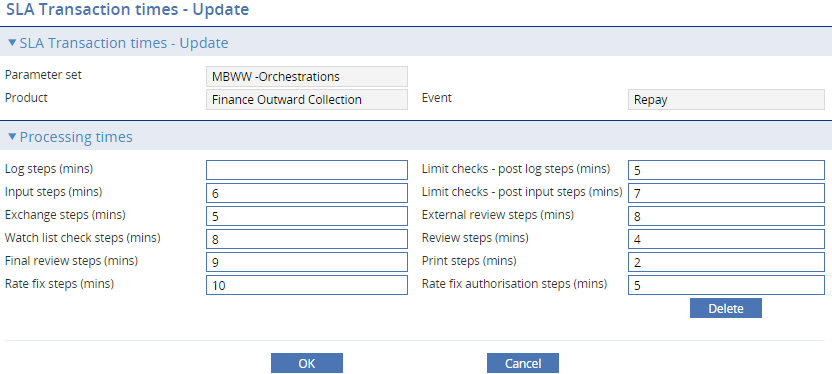 SLA Transaction times - Update
SLA Transaction times - Update
Parameter set MBWW -Orchestrations
Product Finance Outward Collection Event Repay
Processing times
Log steps (mins) Limit checks - post log steps (mins) 5
Input steps (mins) 6 Limit checks - post input steps (mins) 7
Exchange steps (mins) 5 External review steps (mins) 8
Watch list check steps (mins) 8 Review steps (mins) 4
Final review steps (mins) 9 Print steps (mins) 2
Rate fix steps (mins) 10 Rate fix authorisation steps (mins) 5
Delete
OK Cancel